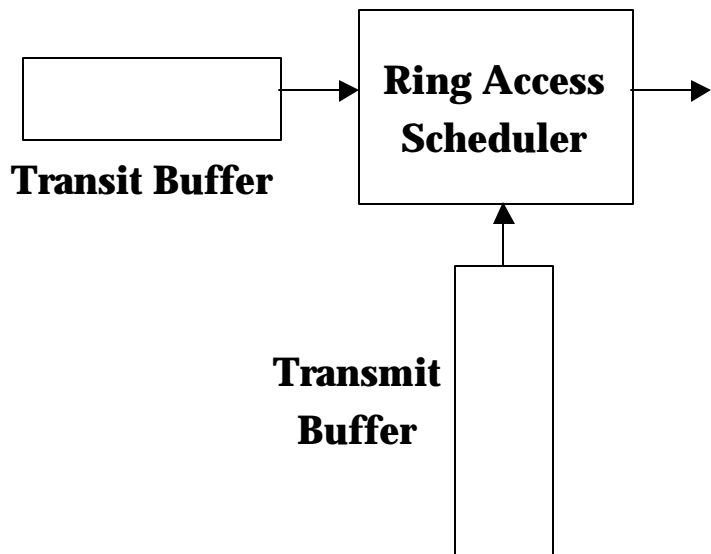 Ring Access
Scheduler
Transit Buffer
Transmit
Buffer